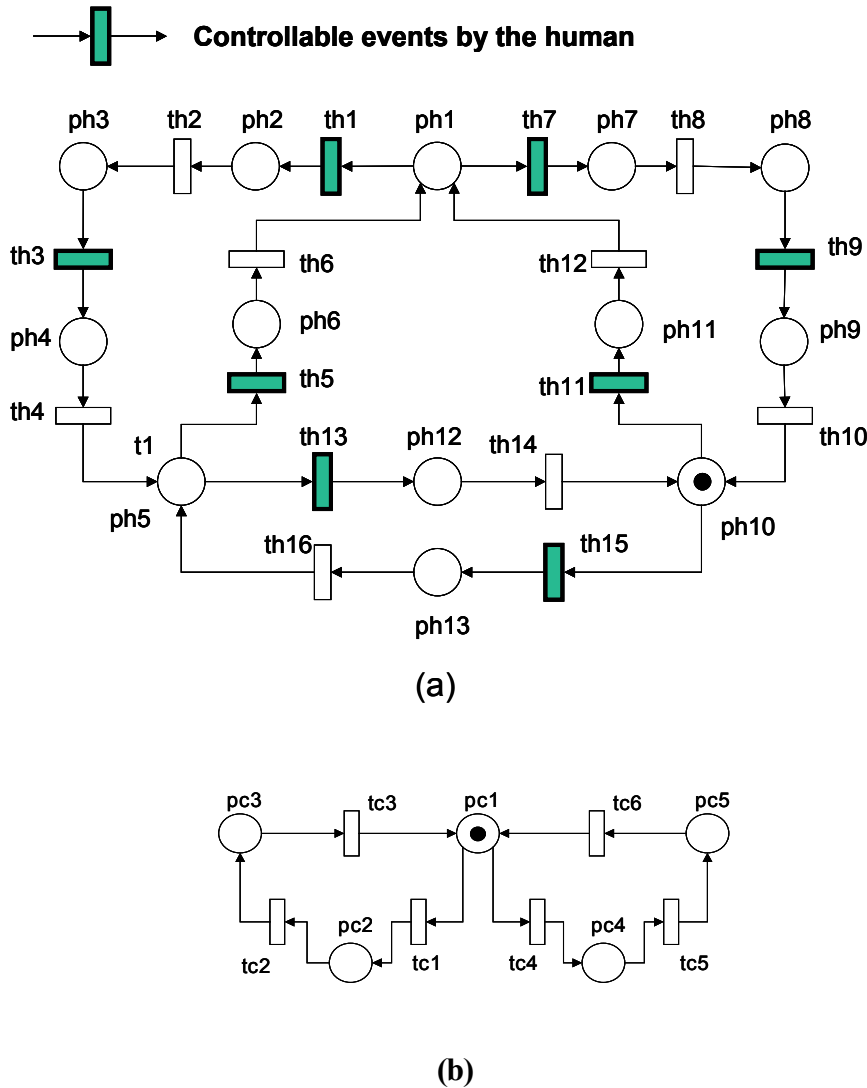 Controllable events by the human
ph3 th2 ph2 th1 ph1 th7 ph7 th8 ph8
th3 th6 th12 th9
ph4 ph6 ph11 ph9
th4 th5 th11 th10
t1 th13 ph12 th14
ph5 th16 th15 ph10
ph13
(a)
pc3 tc3 pc1 tc6 pc5
pc2 pc4
tc2 tc1 tc4 tc5
(b)